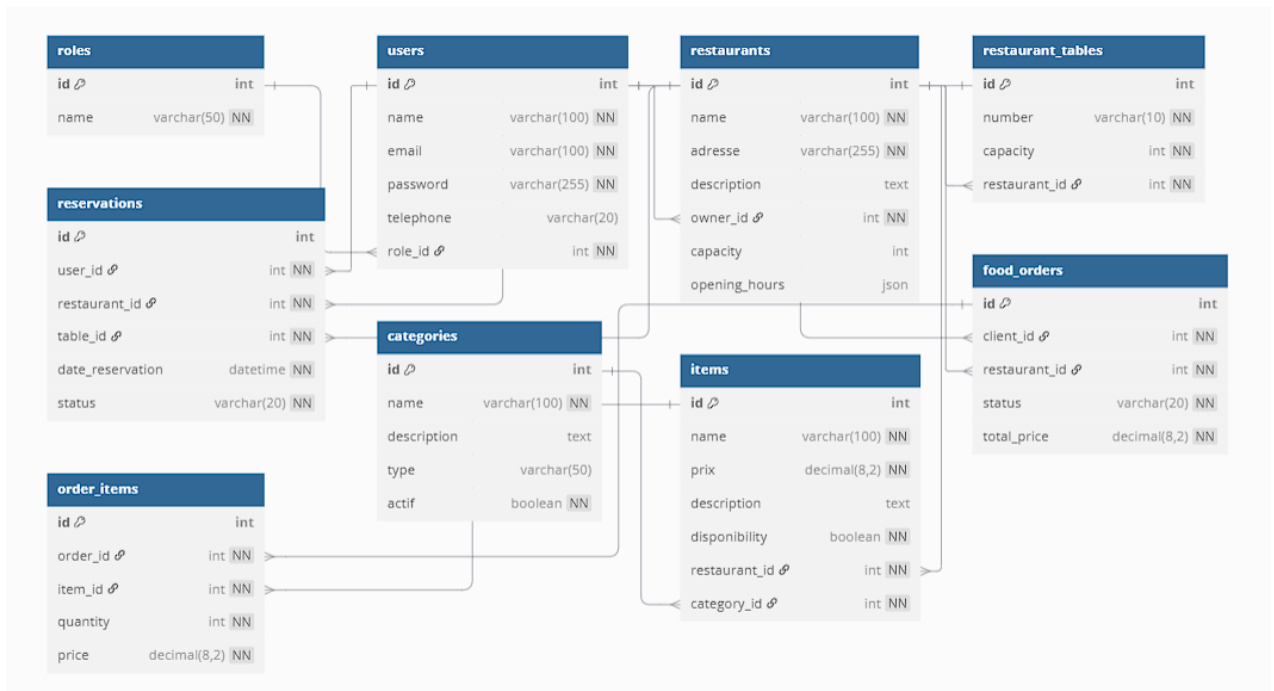 roles
id int
name varchar(50) NN
users
id int
name varchar(100) NN
email varchar(100) NN
password varchar(255) NN
telephone varchar(20)
role_id int NN
restaurants
id int
name varchar(100) NN
adresse varchar(255) NN
description text
owner_id int NN
capacity int
opening_hours json
restaurant_tables
id int
number varchar(10) NN
capacity int NN
restaurant_id int NN
reservations
id int
user_id int NN
restaurant_id int NN
table_id int NN
date_reservation datetime NN
status varchar(20) NN
categories
id int
name varchar(100) NN
description text
type varchar(50)
actif boolean NN
items
id int
name varchar(100) NN
prix decimal(8,2) NN
description text
disponibility boolean NN
restaurant_id int NN
category_id int NN
food_orders
id int
client_id int NN
restaurant_id int NN
status varchar(20) NN
total_price decimal(8,2) NN
order_items
id int
order_id int NN
item_id int NN
quantity int NN
price decimal(8,2) NN